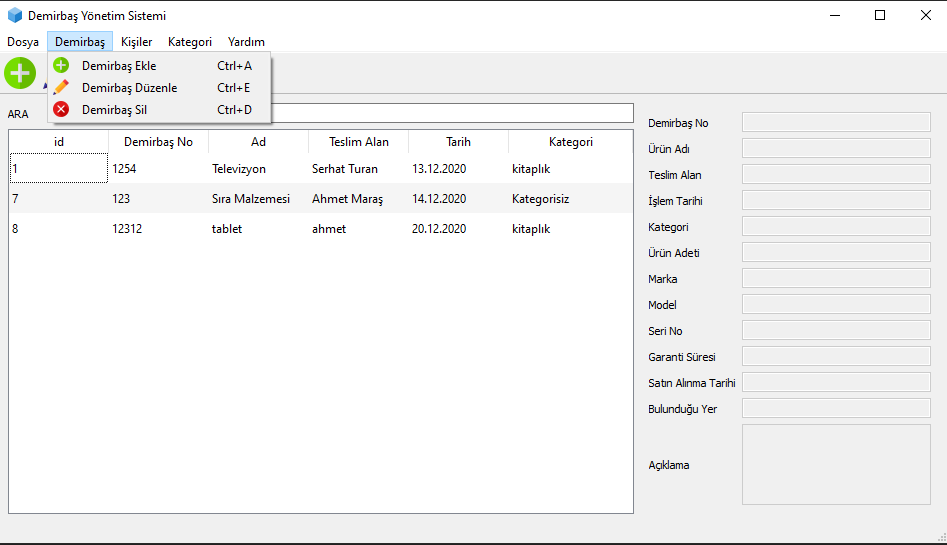 Demirbaş Yönetim Sistemi
Dosya Demirbaş Kişiler Kategori Yardım
Demirbaş Ekle Ctrl+A
Demirbaş Düzenle Ctrl+E
Demirbaş Sil Ctrl+D
ARA
id Demirbaş No Ad Teslim Alan Tarih Kategori
1 1254 Televizyon Serhat Turan 13.12.2020 kitaplık
7 123 Sıra Malzemesi Ahmet Maraş 14.12.2020 Kategorisiz
8 12312 tablet ahmet 20.12.2020 kitaplık
Demirbaş No
Ürün Adı
Teslim Alan
İşlem Tarihi
Kategori
Ürün Adeti
Marka
Model
Seri No
Garanti Süresi
Satın Alınma Tarihi
Bulunduğu Yer
Açıklama